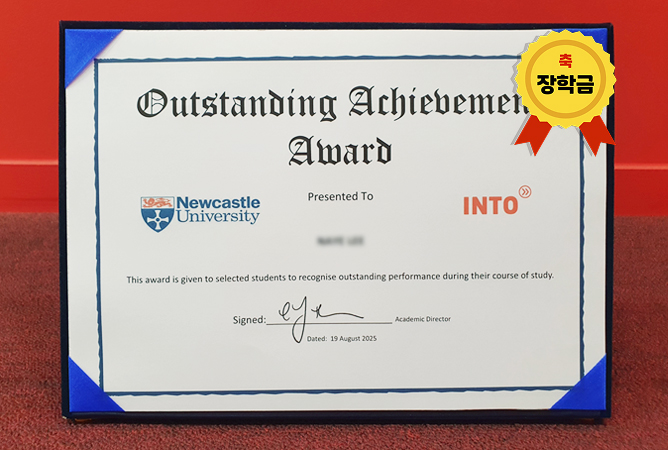 Outstanding Achievemen
Award
축
장학금
Presented To
Newcastle
University
INTO
This award is given to selected students to recognise outstanding performance during their course of study.
Signed:
Academic Director
Dated: 19 August 2025